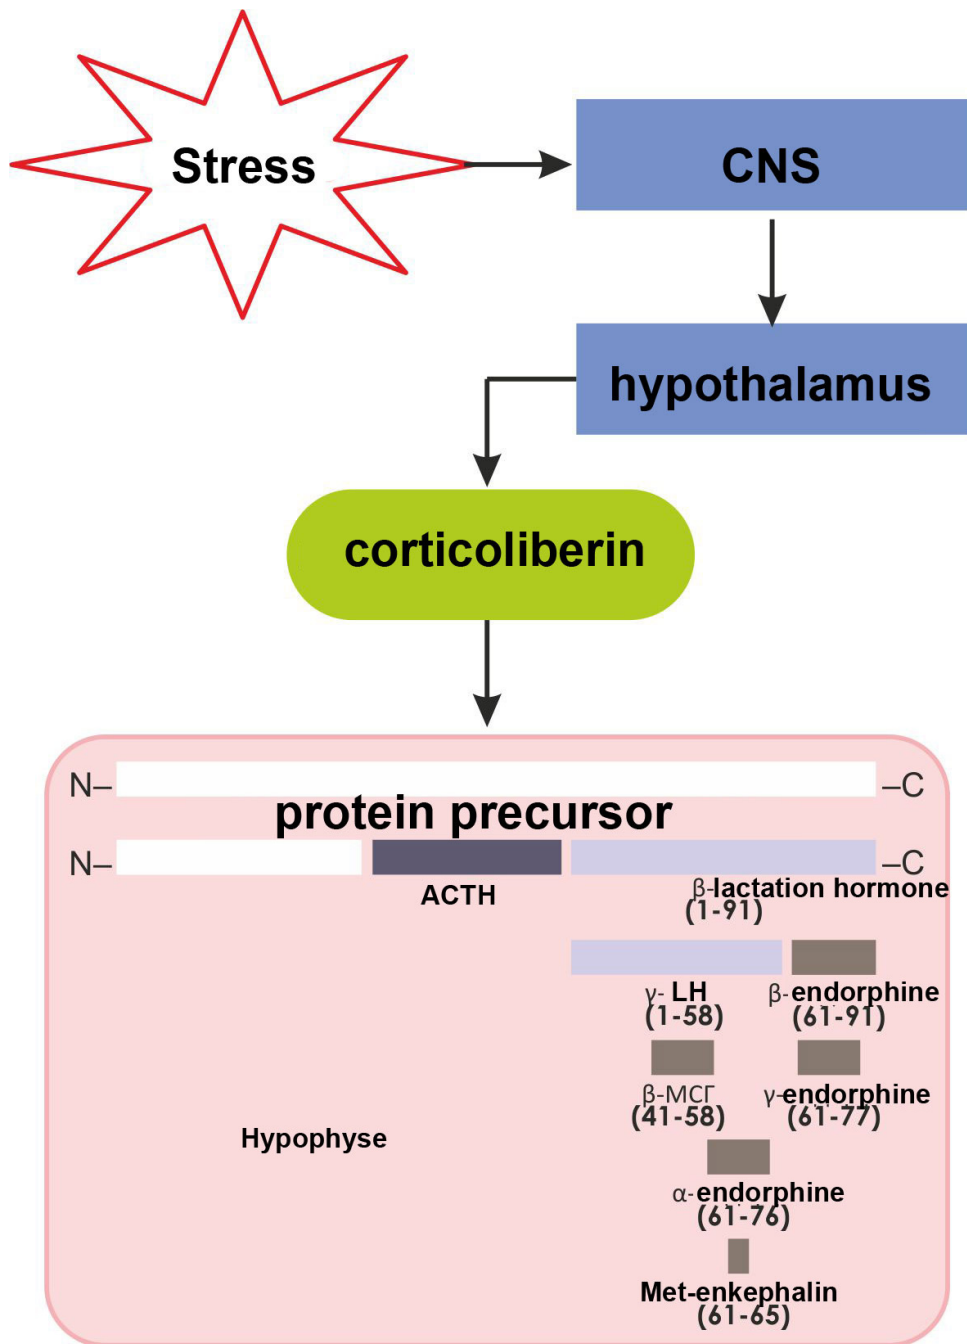 Stress
CNS
hypothalamus
corticoliberin
N– –C
protein precursor
N– –C
ACTH
β-lactation hormone
(1-91)
γ- LH
(1-58)
β-endorphine
(61-91)
β-МСГ
(41-58)
γ-endorphine
(61-77)
Hypophyse
α-endorphine
(61-76)
Met-enkephalin
(61-65)